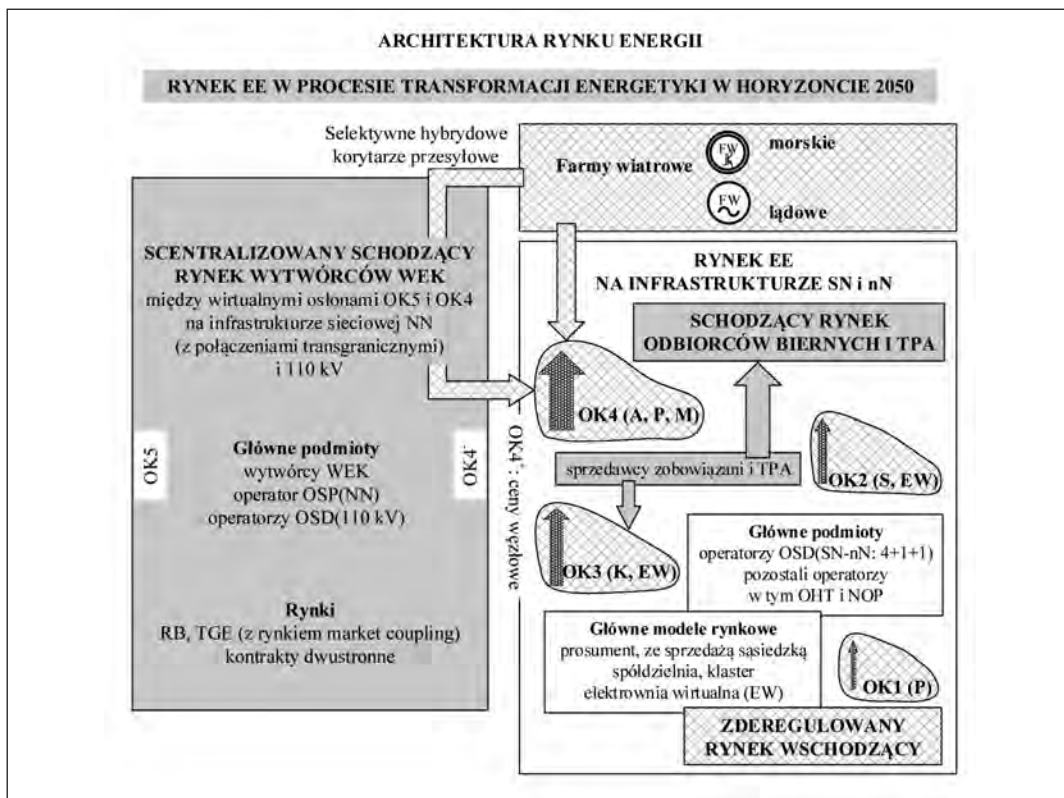 ARCHITEKTURA RYNKU ENERGII
RYNEK EE W PROCESIE TRANSFORMACJI ENERGETYKI W HORYZONCIE 2050
Selektywne hybrydowe
korytarze przesyłowe
Farmy wiatrowe
FW
morskie
FW
lądowe
SCENTRALIZOWANY SCHODZĄCY
RYNEK WYTWÓRCÓW WEK
między wirtualnymi osłonami OK5 i OK4
na infrastrukturze sieciowej NN
(z połączeniami transgranicznymi)
i 110 kV
OK5
OK4
Główne podmioty
wytwórcy WEK
operator OSP(NN)
operatorzy OSD(110 kV)
Rynki
RB, TGE (z rynkiem market coupling)
kontrakty dwustronne
OK4': ceny węzłowe
RYNEK EE
NA INFRASTRUKTURZE SN i nN
SCHODZĄCY RYNEK
ODBIORCÓW BIERNYCH I TPA
OK4 (A, P, M)
sprzedawcy zobowiązani i TPA
OK2 (S, EW)
OK3 (K, EW)
Główne podmioty
operatorzy OSD(SN-nN: 4+1+1)
pozostali operatorzy
w tym OHT i NOP
Główne modele rynkowe
prosument, ze sprzedażą sąsiedzką
spółdzielnia, klaster
elektrownia wirtualna (EW)
OK1 (P)
ZDEREGULOWANY
RYNEK WSCHODZĄCY